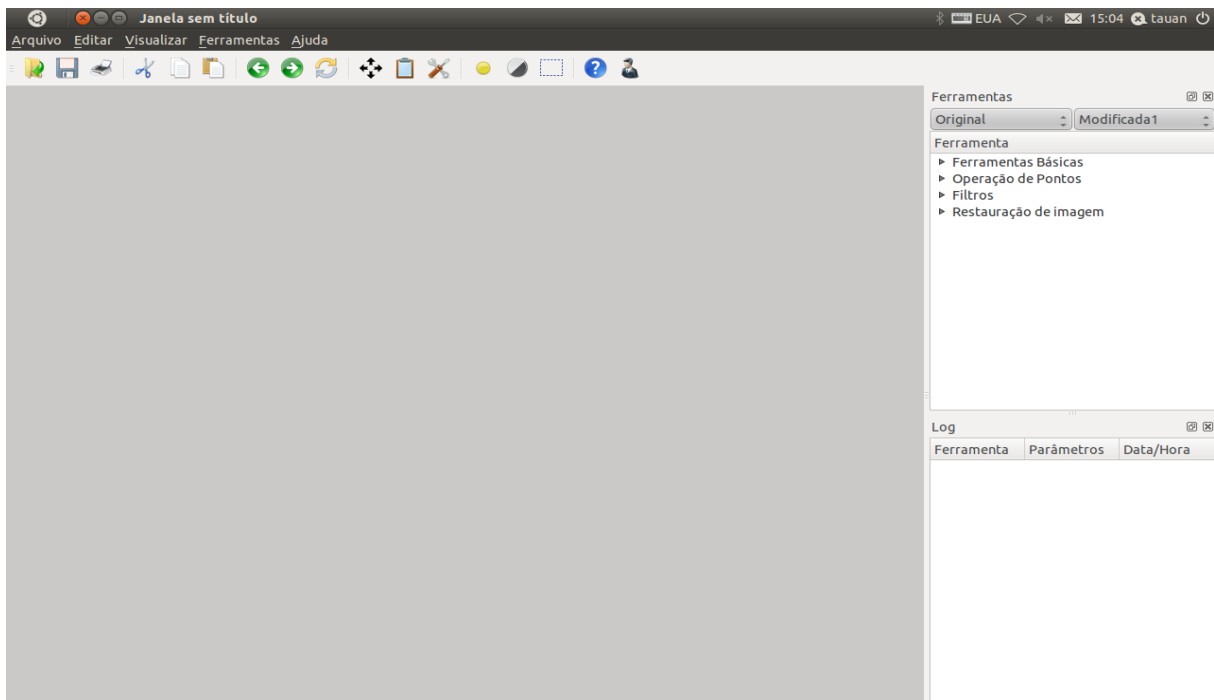 Janela sem título
EUA 15:04 tauan
Arquivo Editar Visualizar Ferramentas Ajuda
Ferramentas
Original Modificada1
Ferramenta
Ferramentas Básicas
Operação de Pontos
Filtros
Restauração de imagem
Log
Ferramenta Parâmetros Data/Hora